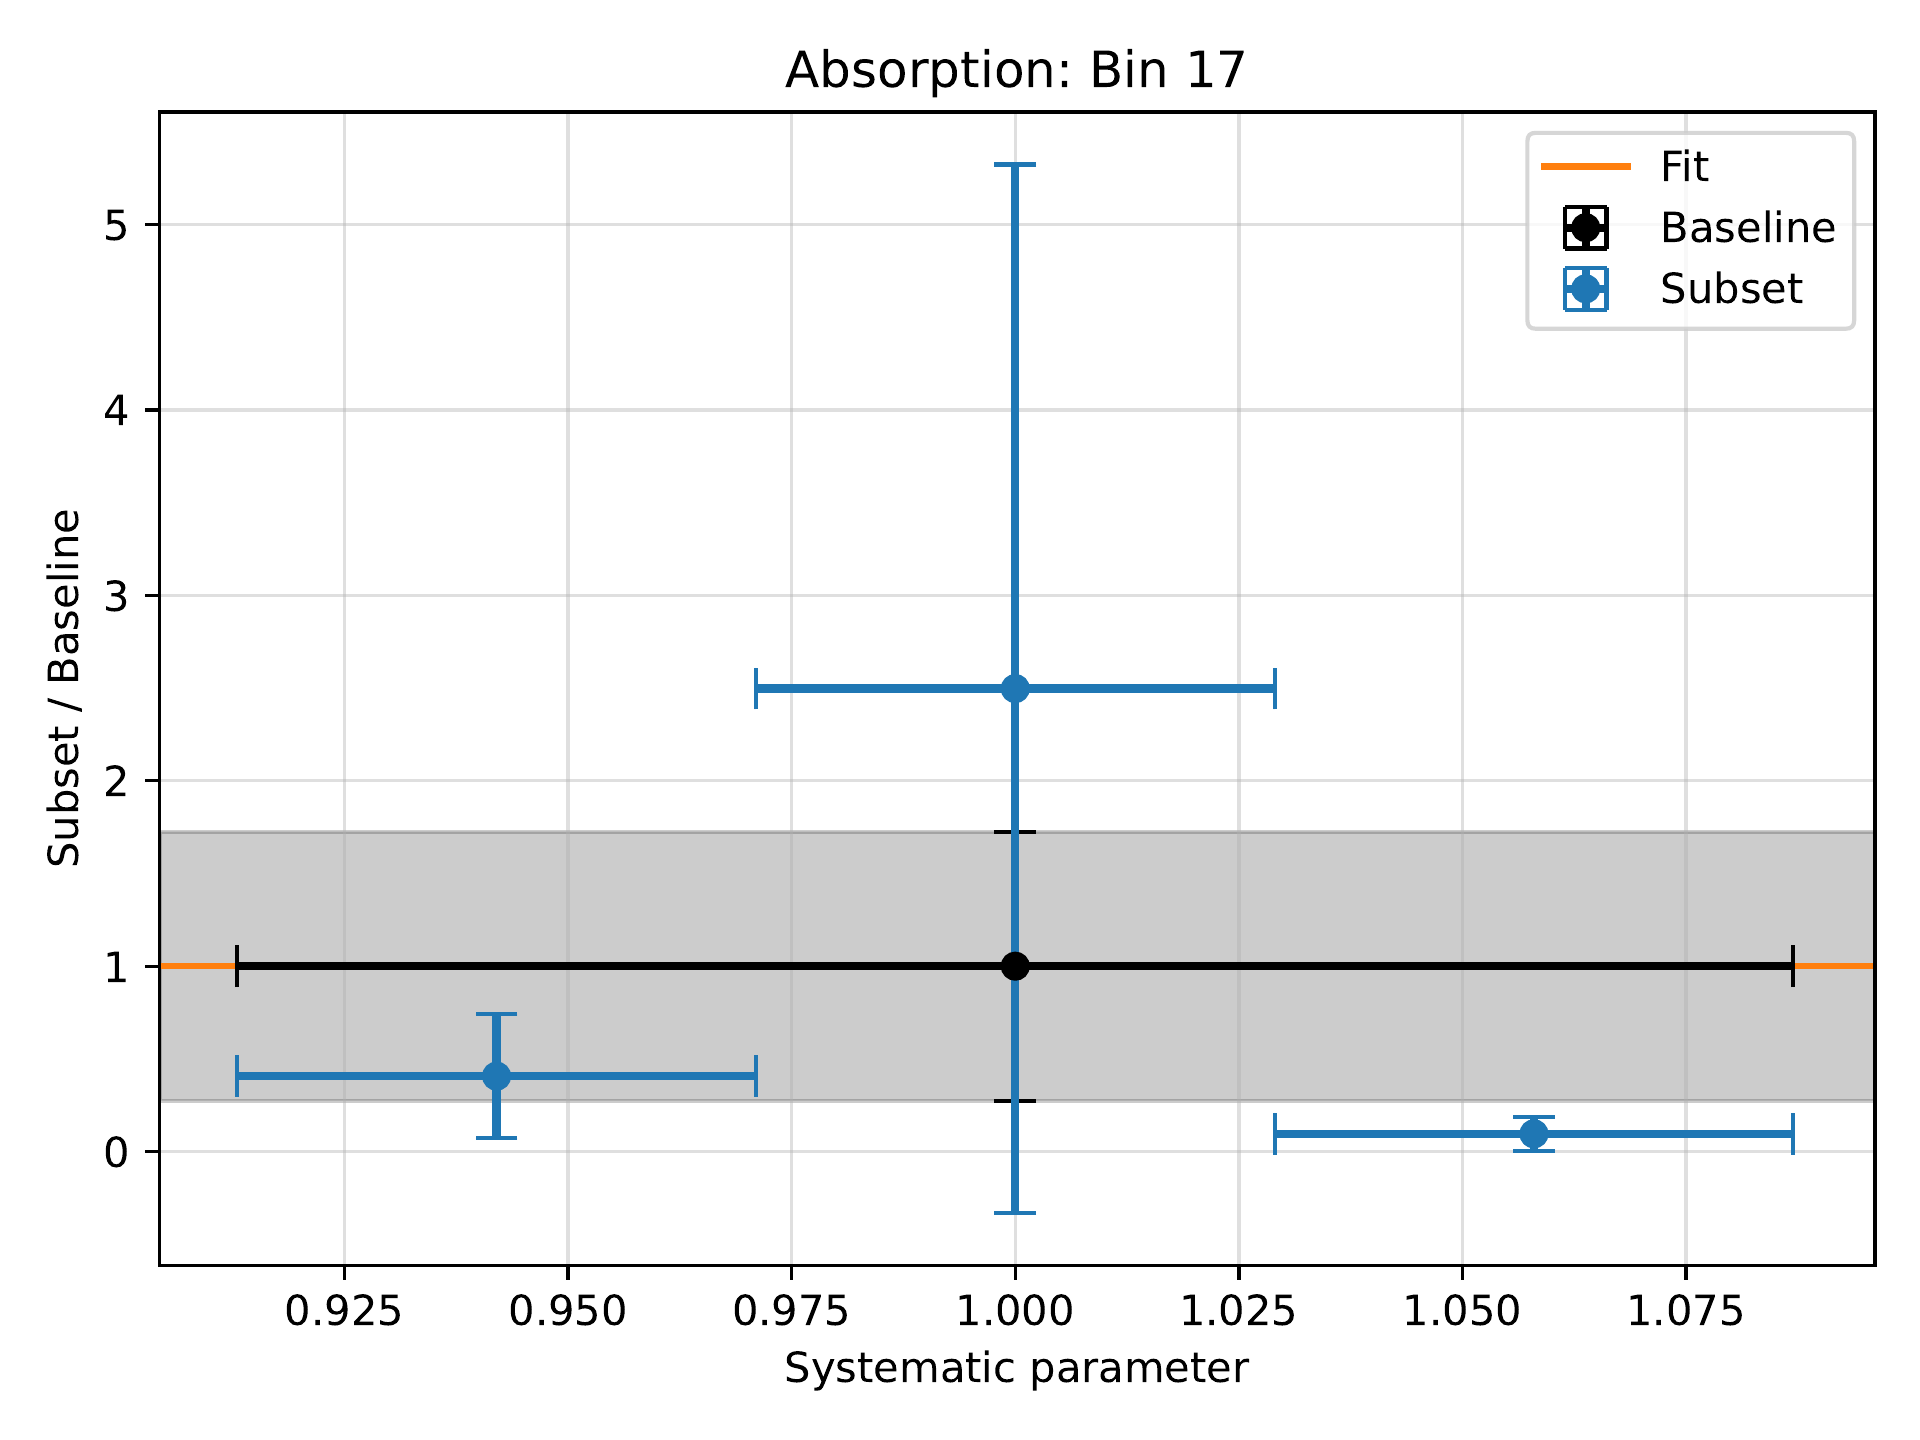 Absorption: Bin 17
Fit
Baseline
Subset
5
4
3
2
1
0
Subset / Baseline
0.925 0.950 0.975 1.000 1.025 1.050 1.075
Systematic parameter